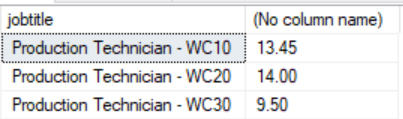 jobtitle (No column name)
Production Technician - WC10 13.45
Production Technician - WC20 14.00
Production Technician - WC30 9.50